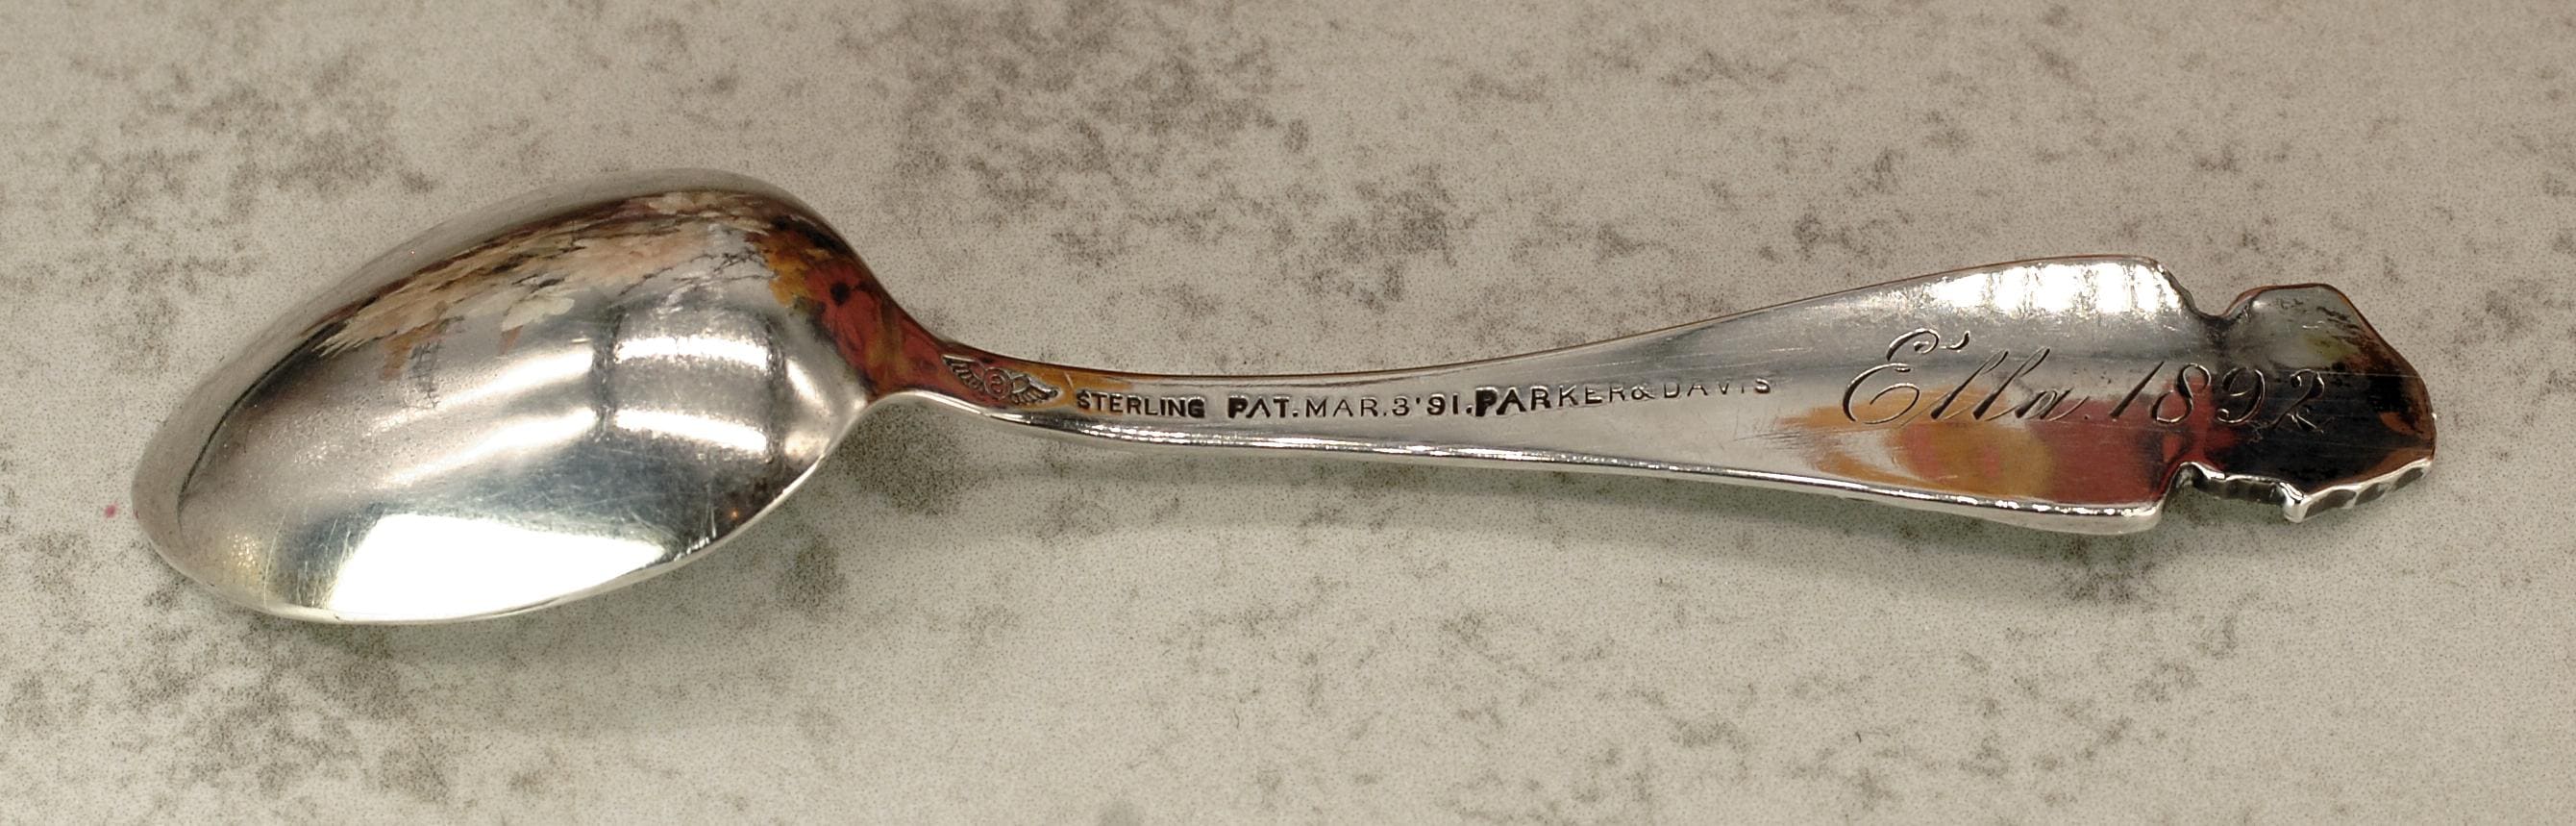 STERLING PAT. MAR. 3'91. PARKER & DAVIS
Ella. 1892